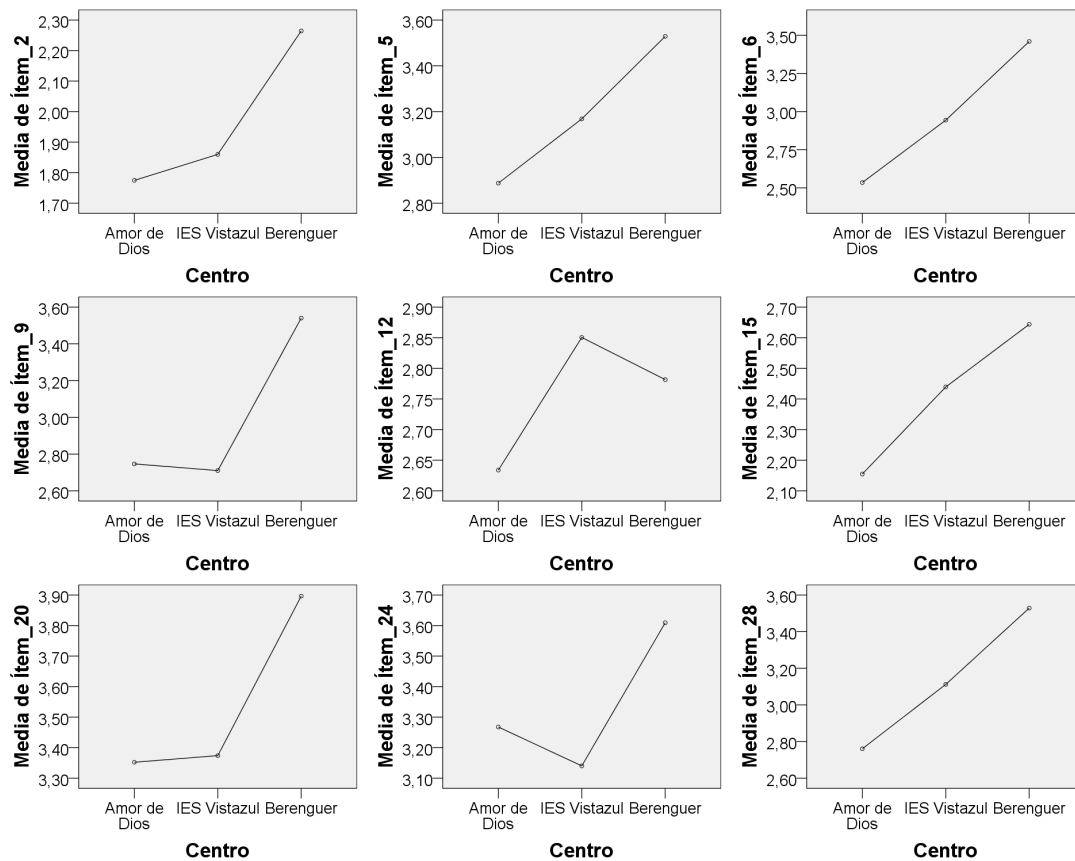 Media de Ítem_2
2,30
2,20
2,10
2,00
1,90
1,80
1,70
Amor de
Dios
IES Vistazul
Berenguer
Centro
Media de Ítem_5
3,60
3,40
3,20
3,00
2,80
Amor de
Dios
IES Vistazul
Berenguer
Centro
Media de Ítem_6
3,50
3,25
3,00
2,75
2,50
Amor de
Dios
IES Vistazul
Berenguer
Centro
Media de Ítem_9
3,60
3,40
3,20
3,00
2,80
2,60
Amor de
Dios
IES Vistazul
Berenguer
Centro
Media de Ítem_12
2,90
2,85
2,80
2,75
2,70
2,65
2,60
Amor de
Dios
IES Vistazul
Berenguer
Centro
Media de Ítem_15
2,70
2,60
2,50
2,40
2,30
2,20
2,10
Amor de
Dios
IES Vistazul
Berenguer
Centro
Media de Ítem_20
3,90
3,80
3,70
3,60
3,50
3,40
3,30
Amor de
Dios
IES Vistazul
Berenguer
Centro
Media de Ítem_24
3,70
3,60
3,50
3,40
3,30
3,20
3,10
Amor de
Dios
IES Vistazul
Berenguer
Centro
Media de Ítem_28
3,60
3,40
3,20
3,00
2,80
2,60
Amor de
Dios
IES Vistazul
Berenguer
Centro